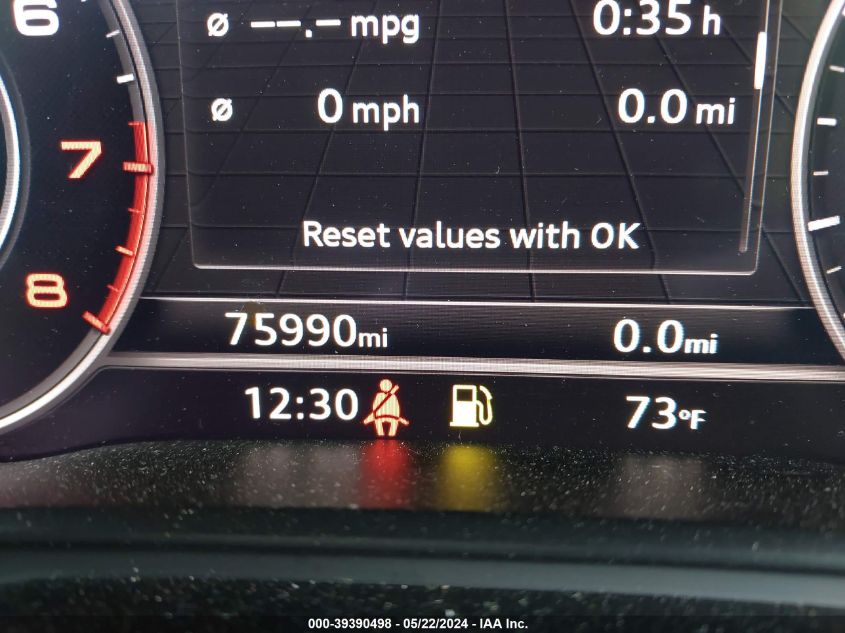 6
Ø --.- mpg 0:35 h
7
Ø 0 mph 0.0 mi
Reset values with OK
8
75990mi 0.0mi
12:30 73°F
000-39390498 - 05/22/2024 - IAA Inc.